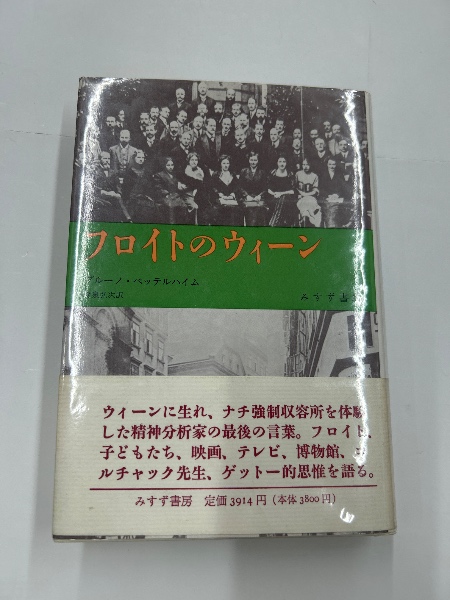 フロイトのウィーン
ブルーノ・ベッテルハイム
みすず書
ウィーンに生れ、ナチ強制収容所を体験
した精神分析家の最後の言葉。フロイト、
子どもたち、映画、テレビ、博物館、コ
ルチャック先生、ゲットー的思惟を語る。
みすず書房 定価3914円（本体3800円）